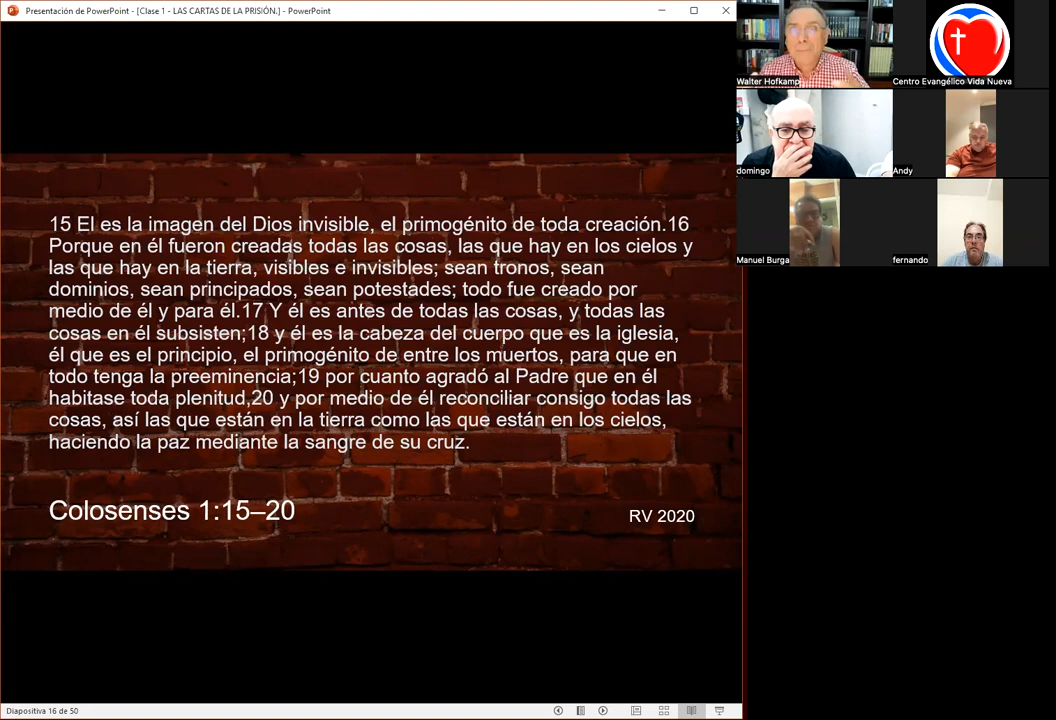 Presentación de PowerPoint - [Clase 1 - LAS CARTAS DE LA PRISIÓN.] - PowerPoint
15 El es la imagen del Dios invisible, el primogénito de toda creación.16
Porque en él fueron creadas todas las cosas, las que hay en los cielos y
las que hay en la tierra, visibles e invisibles; sean tronos, sean
dominios, sean principados, sean potestades; todo fue creado por
medio de él y para él.17 Y él es antes de todas las cosas, y todas las
cosas en él subsisten;18 y él es la cabeza del cuerpo que es la iglesia,
él que es el principio, el primogénito de entre los muertos, para que en
todo tenga la preeminencia;19 por cuanto agradó al Padre que en él
habitase toda plenitud,20 y por medio de él reconciliar consigo todas las
cosas, así las que están en la tierra como las que están en los cielos,
haciendo la paz mediante la sangre de su cruz.
Colosenses 1:15–20
RV 2020
Diapositiva 16 de 50
Walter Hofkamp
Centro Evangélico Vida Nueva
domingo
Andy
Manuel Burga
fernando